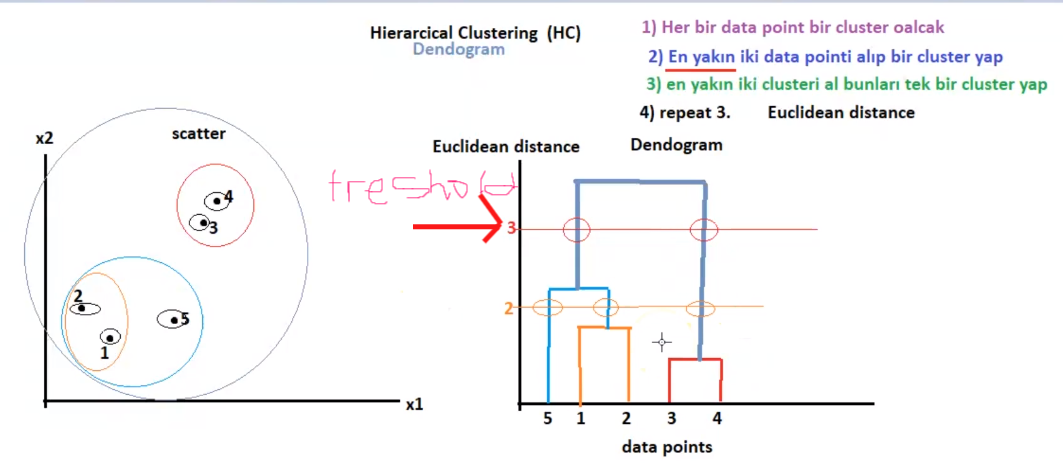 Hierarcical Clustering (HC)
Dendogram
1) Her bir data point bir cluster oalcak
2) En yakın iki data pointi alıp bir cluster yap
3) en yakın iki clusteri al bunları tek bir cluster yap
4) repeat 3. Euclidean distance
x2
scatter
4
3
2
1
5
x1
Euclidean distance
Dendogram
treshold
3
2
5 1 2 3 4
data points